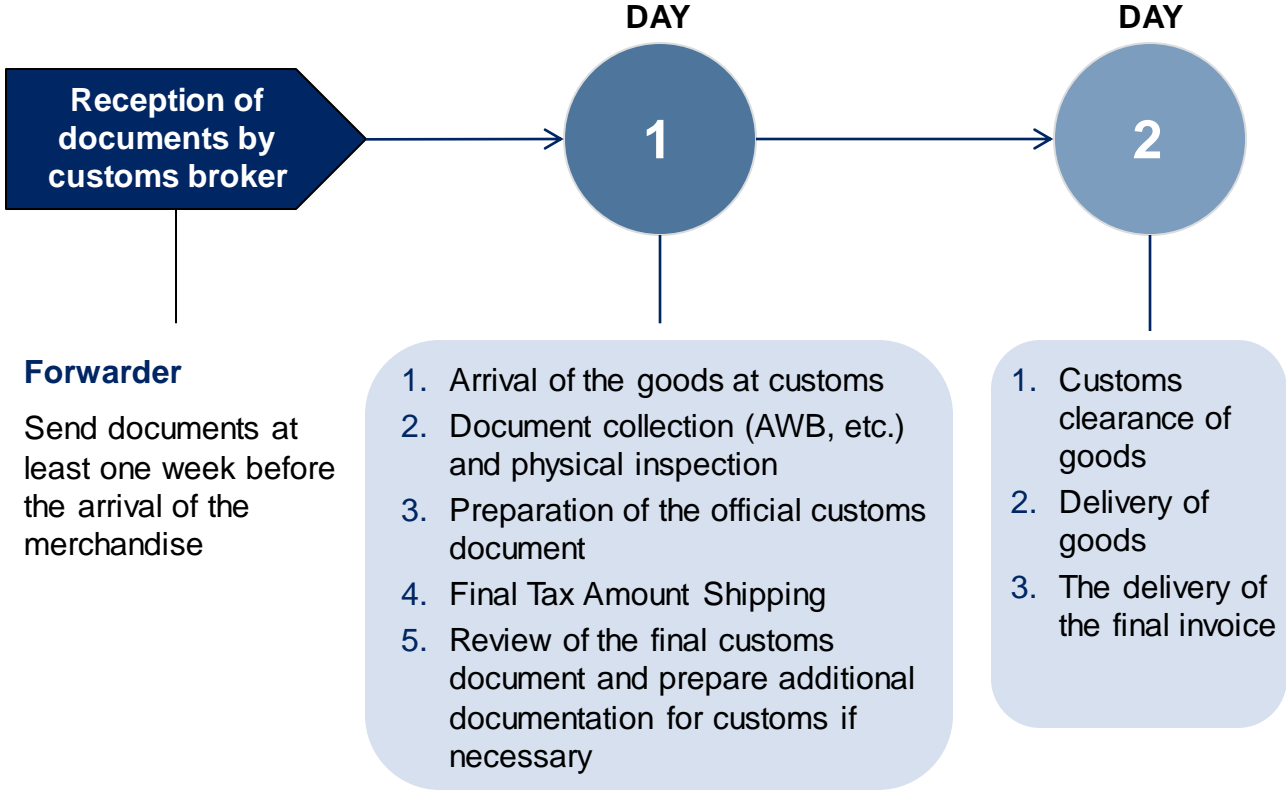 Reception of
documents by
customs broker
DAY
1
DAY
2
Forwarder
Send documents at
least one week before
the arrival of the
merchandise
1. Arrival of the goods at customs
2. Document collection (AWB, etc.)
and physical inspection
3. Preparation of the official customs
document
4. Final Tax Amount Shipping
5. Review of the final customs
document and prepare additional
documentation for customs if
necessary
1. Customs
clearance of
goods
2. Delivery of
goods
3. The delivery of
the final invoice